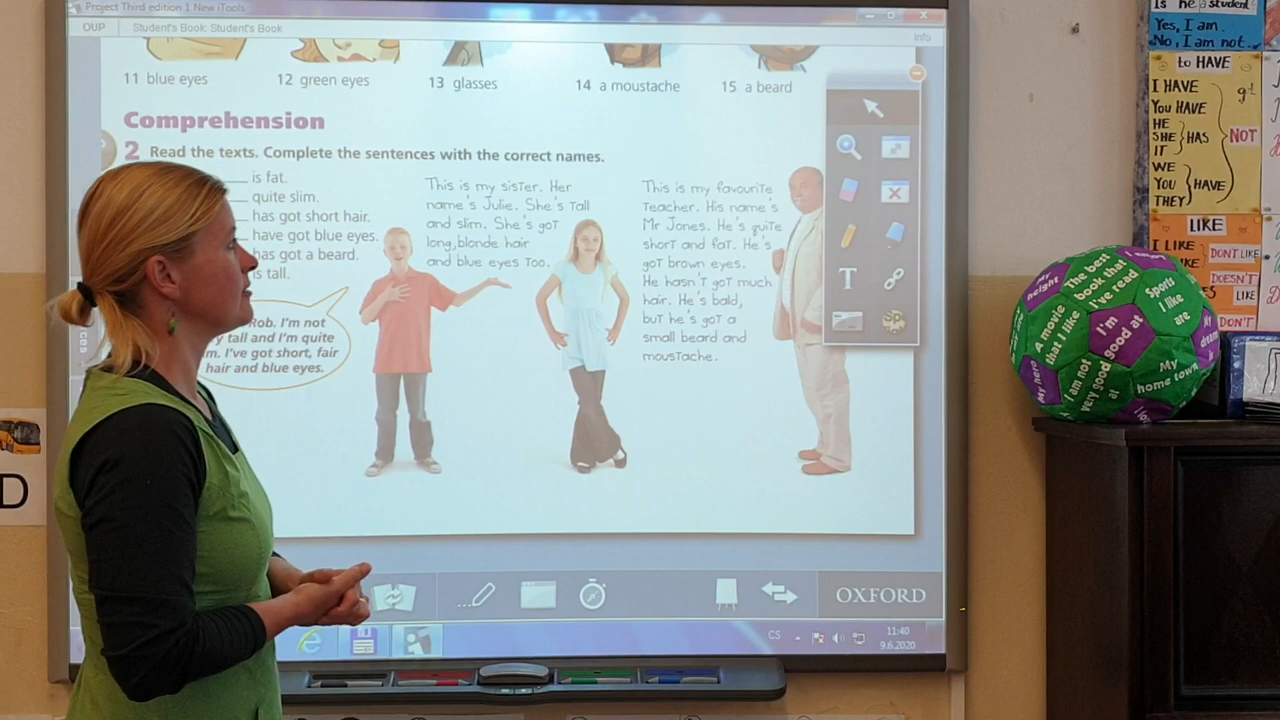 Project Third edition 1 New iTools
OUP Student's Book: Student's Book
Info
11 blue eyes
12 green eyes
13 glasses
14 a moustache
15 a beard
Comprehension
2 Read the texts. Complete the sentences with the correct names.
is fat.
quite slim.
has got short hair.
have got blue eyes.
has got a beard.
is tall.
Rob. I'm not
tall and I'm quite
I've got short, fair
hair and blue eyes.
This is my sister. Her
name's Julie. She's tall
and slim. She's got
long, blonde hair
and blue eyes too.
This is my favourite
teacher. His name's
Mr Jones. He's quite
short and fat. He's
got brown eyes.
He hasn't got much
hair. He's bald,
but he's got a
small beard and
moustache.
T
OXFORD
CS
11:40
9.6.2020
D
Is he a student
Yes, I am.
No, I am not.
to HAVE
I HAVE
You HAVE
HE
SHE HAS
IT
WE
YOU HAVE
THEY
NOT
LIKE
I LIKE
DON'T LIKE
DOESN'T
LIKE
DON'T
My height
The best book that I've read
I enjoy
Sports I like are
A movie that I like
I'm good at
My hero
I am not very good at
My home town
My dream is